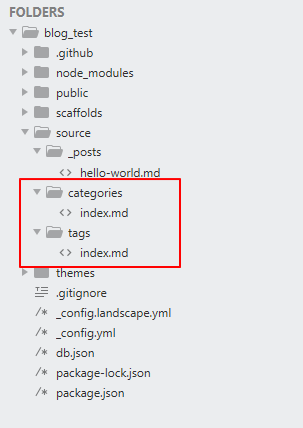 FOLDERS
blog_test
.github
node_modules
public
scaffolds
source
_posts
<> hello-world.md
categories
<> index.md
tags
<> index.md
themes
.gitignore
/* _config.landscape.yml
/* _config.yml
/* db.json
/* package-lock.json
/* package.json